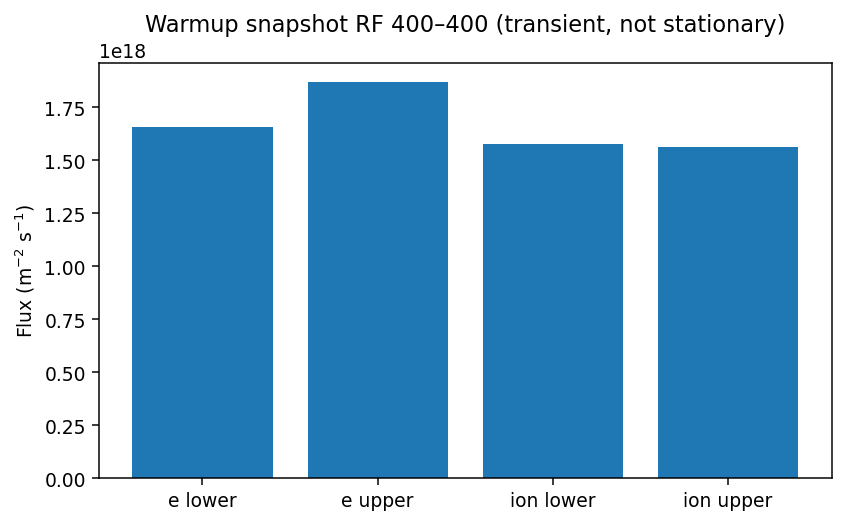 Warmup snapshot RF 400–400 (transient, not stationary)
1e18
1.75
1.50
1.25
1.00
0.75
0.50
0.25
0.00
Flux (m⁻² s⁻¹)
e lower
e upper
ion lower
ion upper